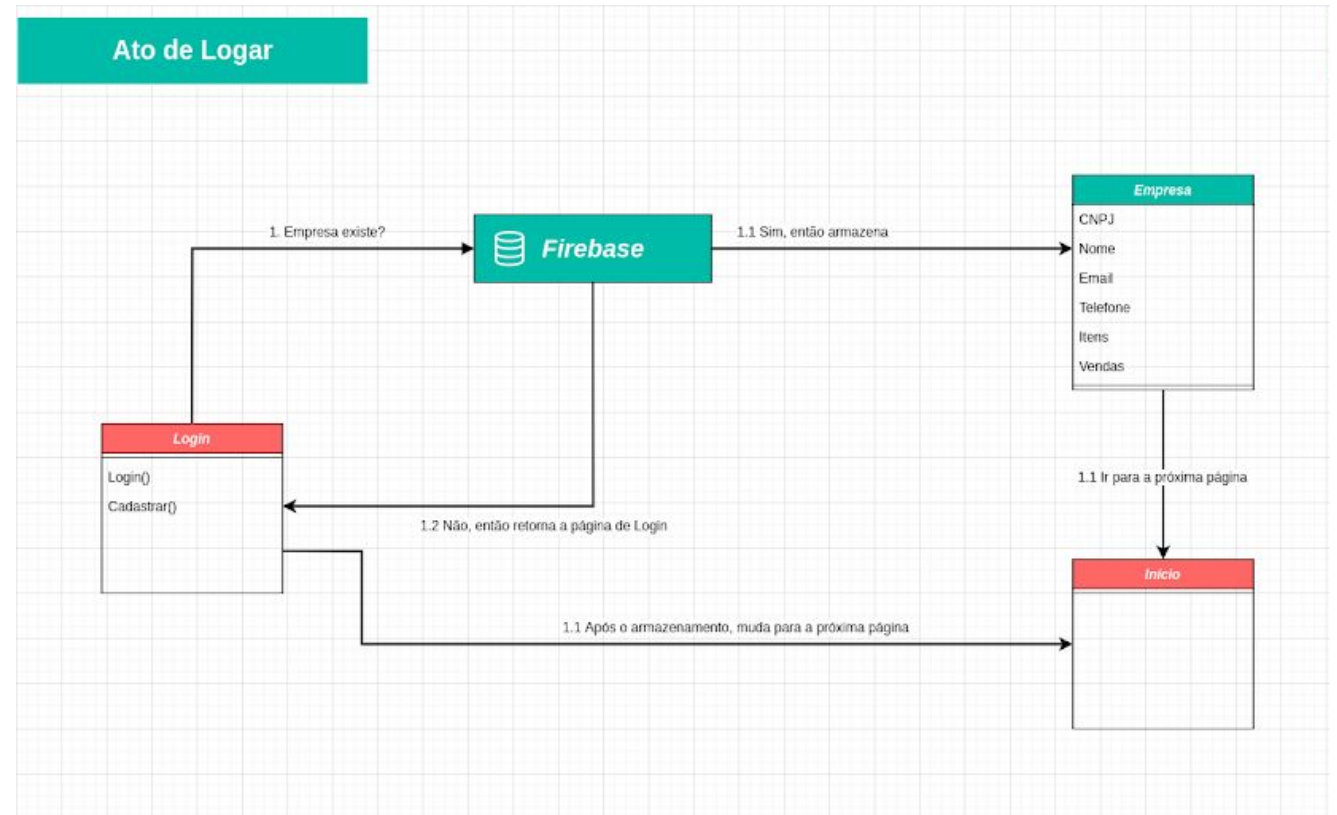 Ato de Logar
1. Empresa existe?
Firebase
1.1 Sim, então armazena
Empresa
CNPJ
Nome
Email
Telefone
Itens
Vendas
Login
Login()
Cadastrar()
1.2 Não, então retorna a página de Login
1.1 Ir para a próxima página
Início
1.1 Após o armazenamento, muda para a próxima página